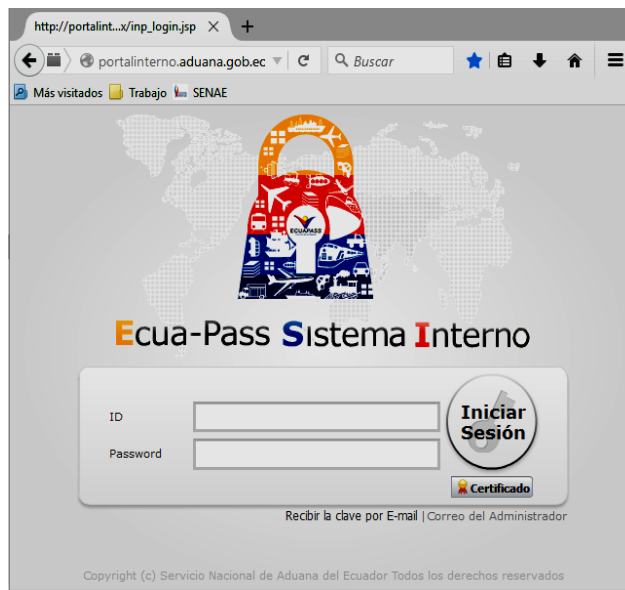 http://portalint...x/inp_login.jsp
portalinterno.aduana.gob.ec
Buscar
Más visitados Trabajo SENAE
ECUAPASS
Ecua-Pass Sistema Interno
ID
Password
Iniciar
Sesión
Certificado
Recibir la clave por E-mail | Correo del Administrador
Copyright (c) Servicio Nacional de Aduana del Ecuador Todos los derechos reservados